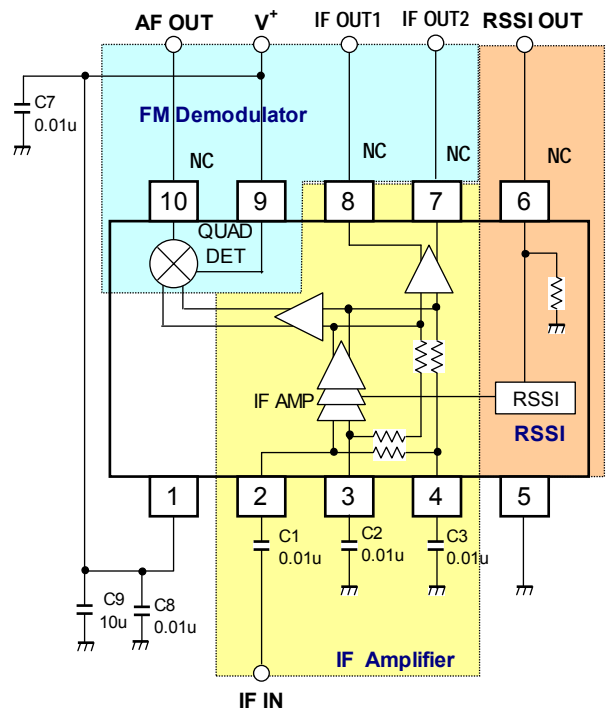 AF OUT V+ IF OUT1 IF OUT2 RSSI OUT
C7
0.01u
FM Demodulator
NC NC NC NC
10 9 8 7 6
QUAD
DET
IF AMP
RSSI
RSSI
1 2 3 4 5
C1
0.01u
C2
0.01u
C3
0.01u
C9
10u
C8
0.01u
IF Amplifier
IF IN